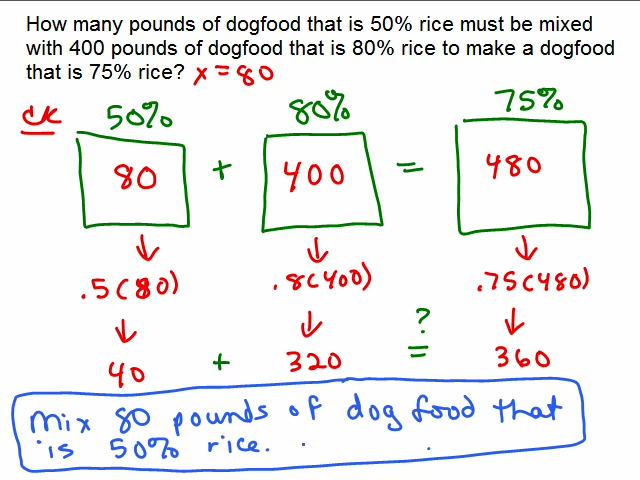 How many pounds of dogfood that is 50% rice must be mixed
with 400 pounds of dogfood that is 80% rice to make a dogfood
that is 75% rice? x = 80
ck 50% 80% 75%
80 + 400 = 480
↓ ↓ ↓
.5(80) .8(400) .75(480)
↓ ↓ ? ↓
40 + 320 = 360
Mix 80 pounds of dog food that
is 50% rice.